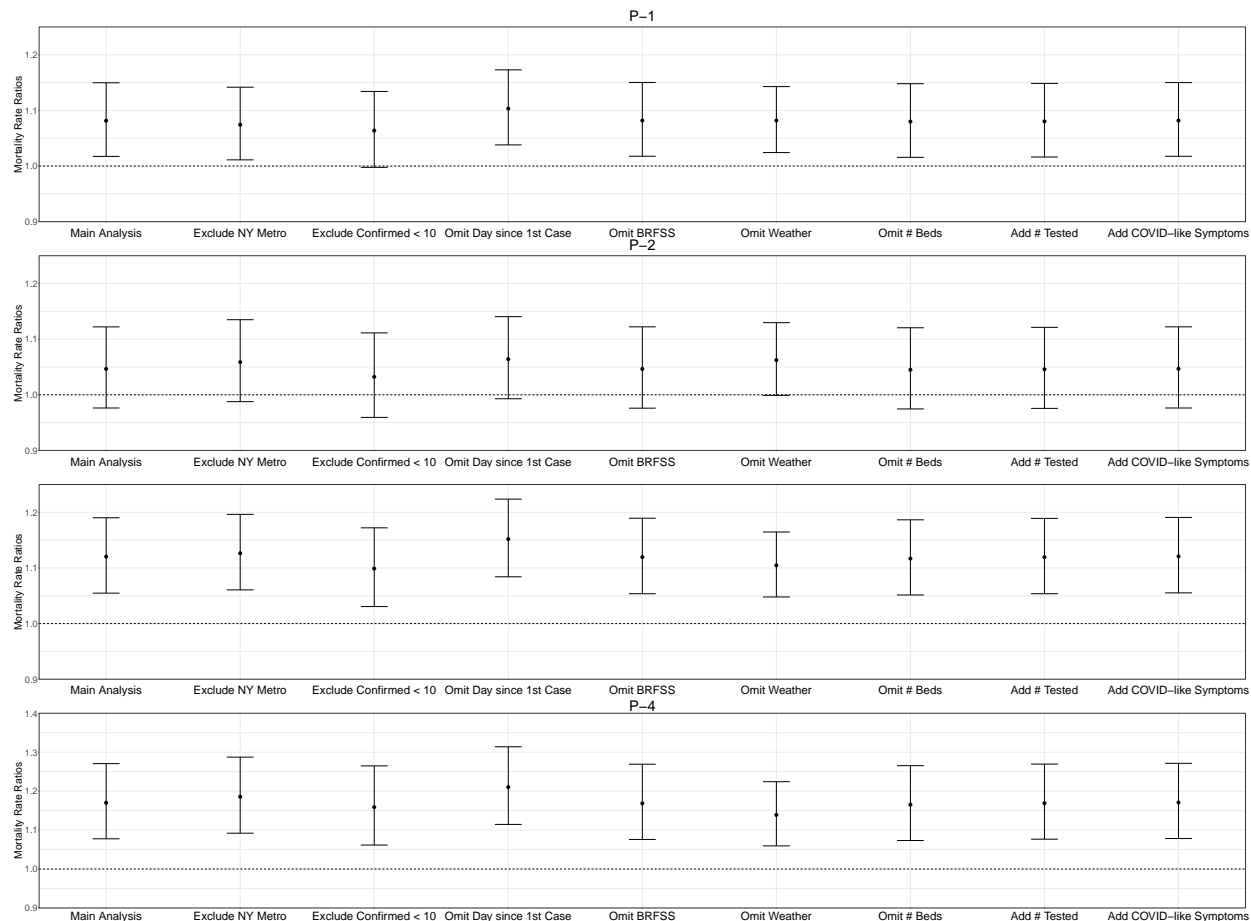 P−1
Mortality Rate Ratios
1.2
1.1
1.0
0.9
Main Analysis Exclude NY Metro Exclude Confirmed < 10 Omit Day since 1st Case Omit BRFSS Omit Weather Omit # Beds Add # Tested Add COVID−like Symptoms
P−2
Mortality Rate Ratios
1.2
1.1
1.0
0.9
Main Analysis Exclude NY Metro Exclude Confirmed < 10 Omit Day since 1st Case Omit BRFSS Omit Weather Omit # Beds Add # Tested Add COVID−like Symptoms
Mortality Rate Ratios
1.2
1.1
1.0
0.9
Main Analysis Exclude NY Metro Exclude Confirmed < 10 Omit Day since 1st Case Omit BRFSS Omit Weather Omit # Beds Add # Tested Add COVID−like Symptoms
P−4
Mortality Rate Ratios
1.4
1.3
1.2
1.1
1.0
0.9
Main Analysis Exclude NY Metro Exclude Confirmed < 10 Omit Day since 1st Case Omit BRFSS Omit Weather Omit # Beds Add # Tested Add COVID−like Symptoms